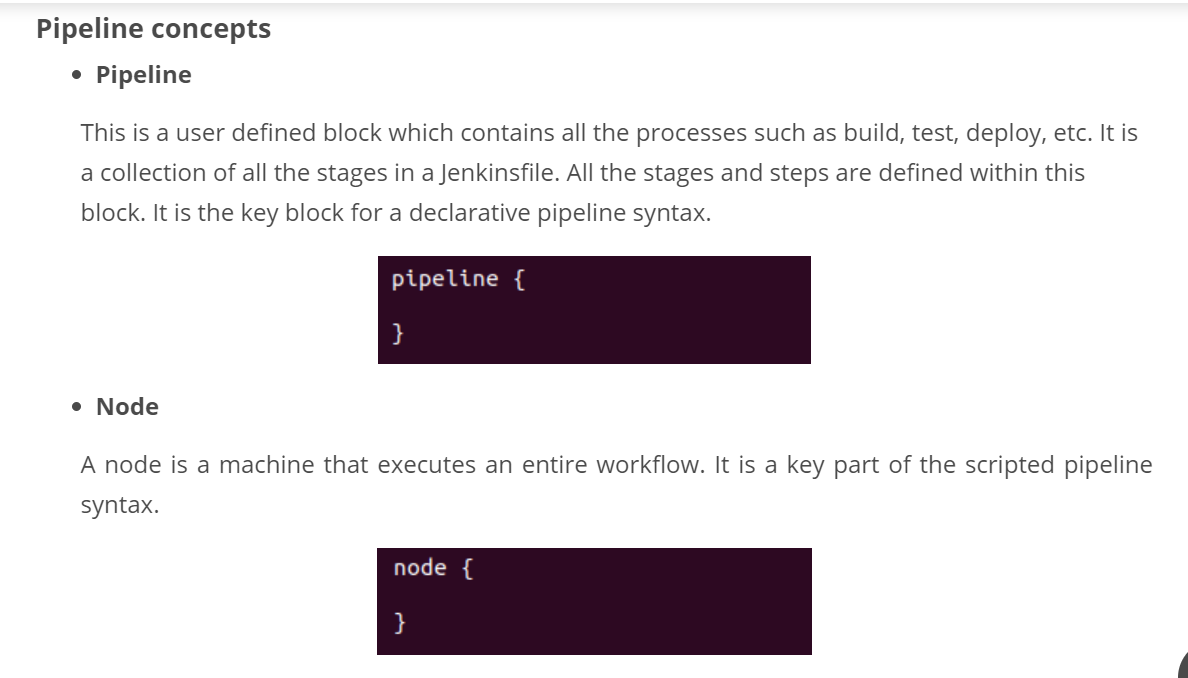 Pipeline concepts
• Pipeline
This is a user defined block which contains all the processes such as build, test, deploy, etc. It is
a collection of all the stages in a Jenkinsfile. All the stages and steps are defined within this
block. It is the key block for a declarative pipeline syntax.
pipeline {
}
• Node
A node is a machine that executes an entire workflow. It is a key part of the scripted pipeline
syntax.
node {
}